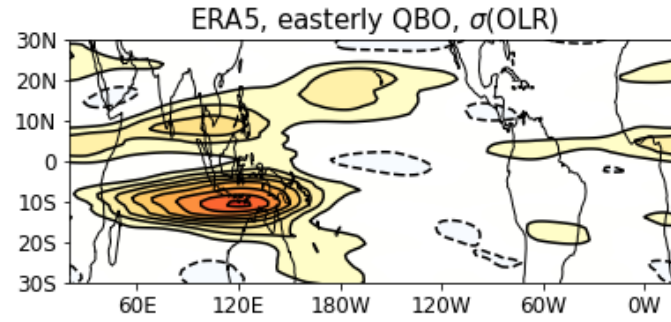 ERA5, easterly QBO, σ(OLR)
30N
20N
10N
0
10S
20S
30S
60E 120E 180W 120W 60W 0W